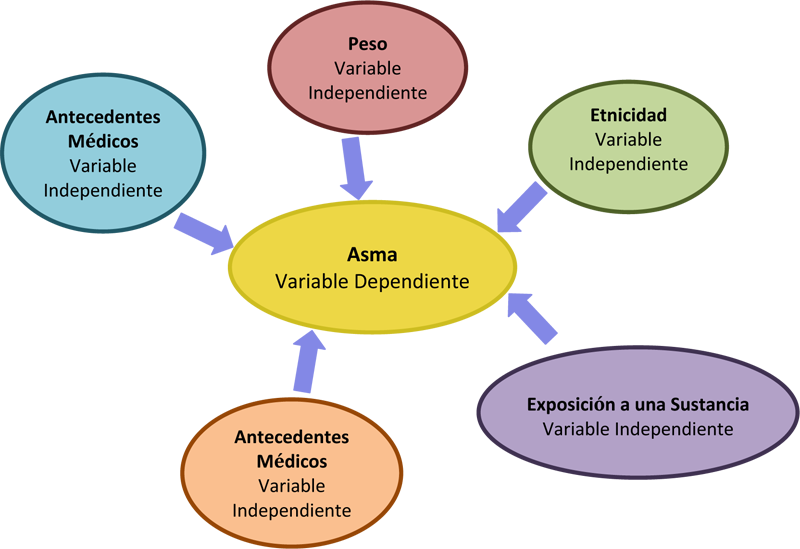 Peso
Variable
Independiente
Antecedentes
Médicos
Variable
Independiente
Etnicidad
Variable
Independiente
Asma
Variable Dependiente
Exposición a una Sustancia
Variable Independiente
Antecedentes
Médicos
Variable
Independiente